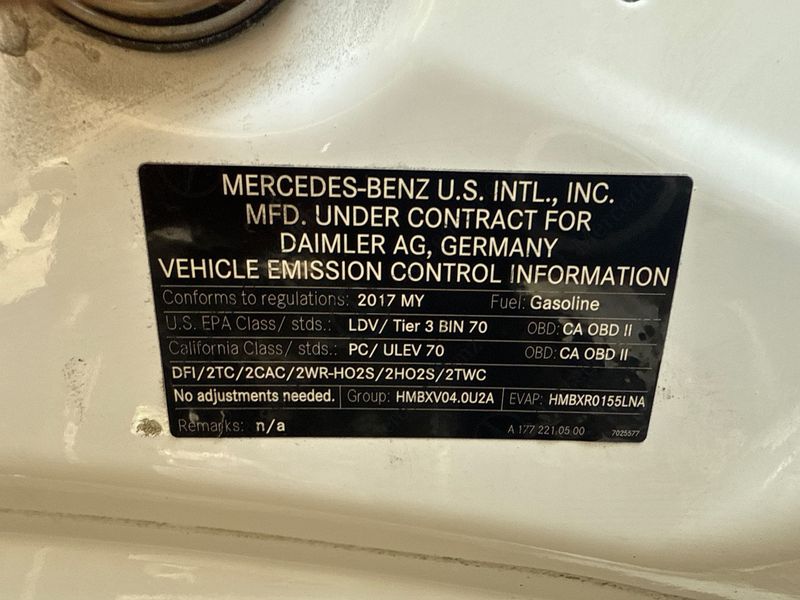 MERCEDES-BENZ U.S. INTL., INC.
MFD. UNDER CONTRACT FOR
DAIMLER AG, GERMANY
VEHICLE EMISSION CONTROL INFORMATION
Conforms to regulations: 2017 MY Fuel: Gasoline
U.S. EPA Class/ stds.: LDV/ Tier 3 BIN 70 OBD: CA OBD II
California Class/ stds.: PC/ ULEV 70 OBD: CA OBD II
DFI/2TC/2CAC/2WR-HO2S/2HO2S/2TWC
No adjustments needed. Group: HMBXV04.0U2A EVAP: HMBXR0155LNA
Remarks: n/a A 177 221 05 00 7025577